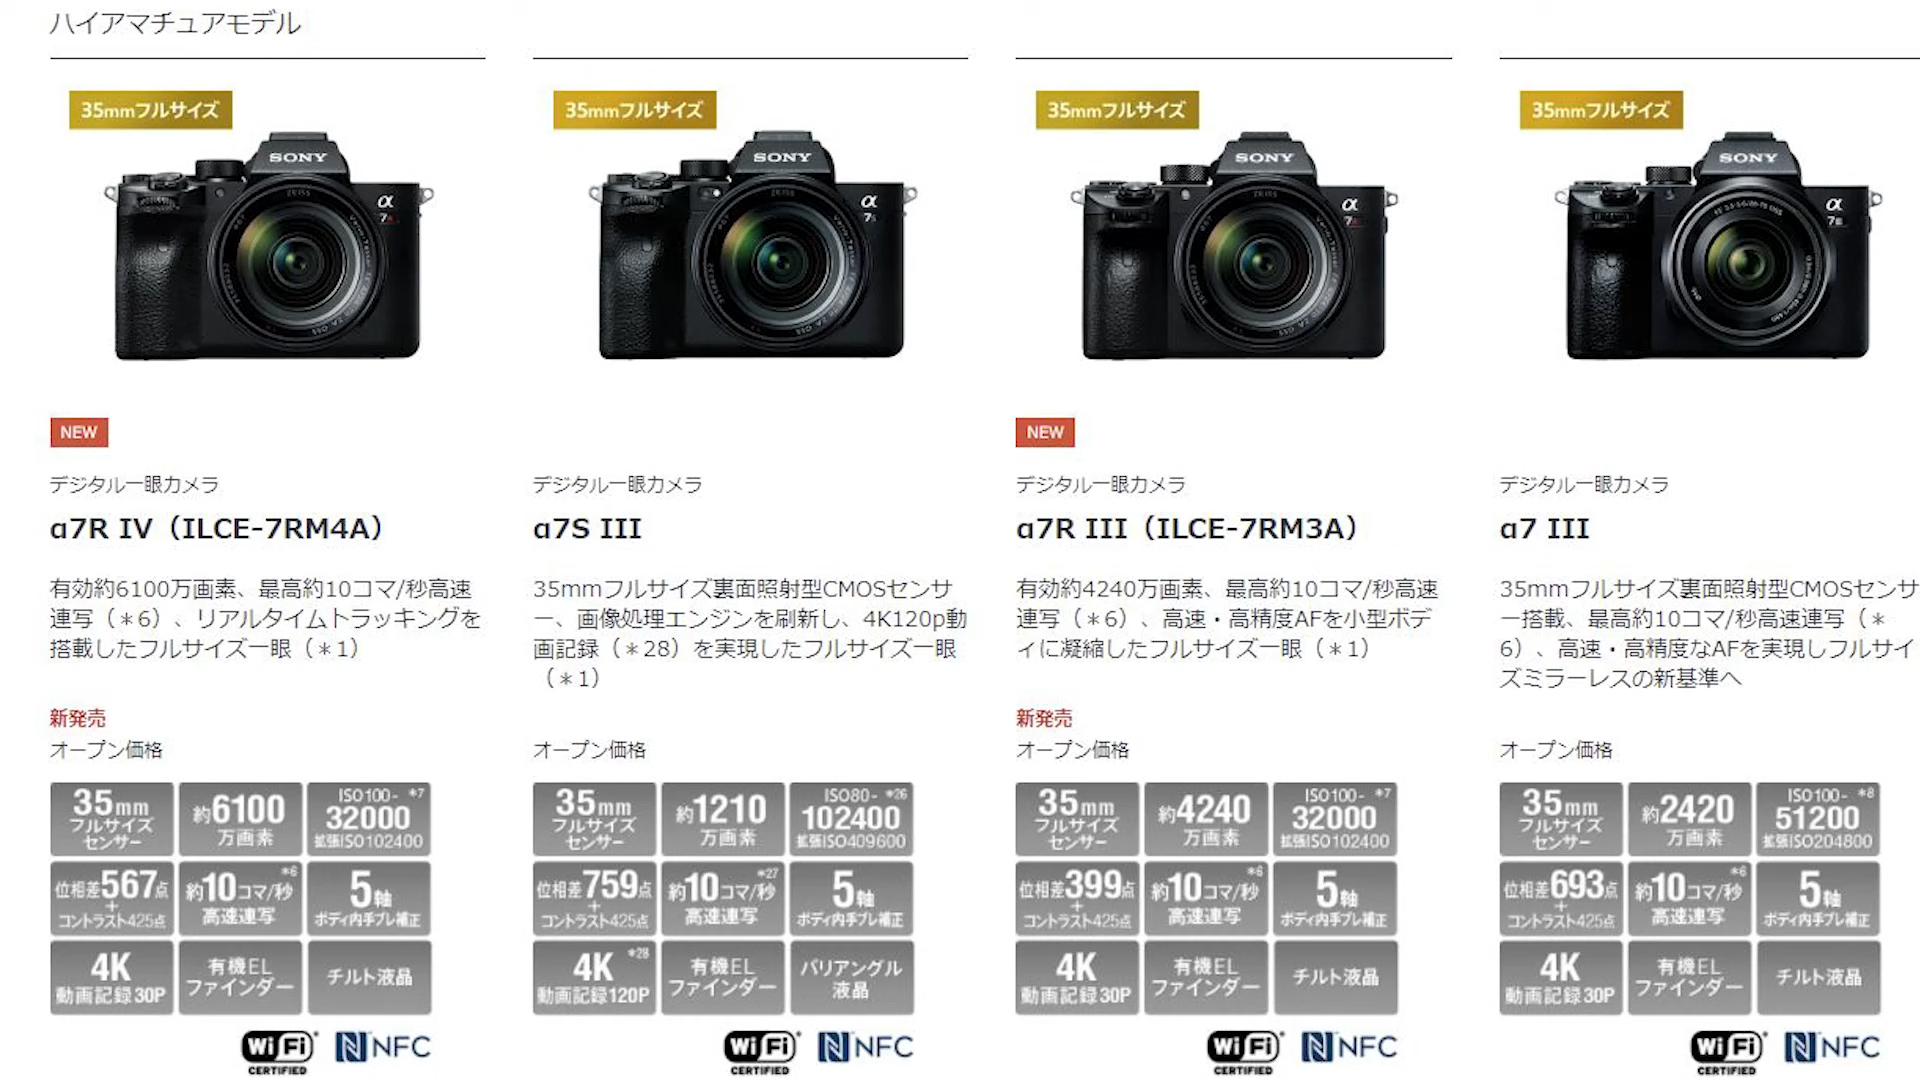 ハイアマチュアモデル
35mmフルサイズ
SONY
α
7R
NEW
デジタル一眼カメラ
α7R IV（ILCE-7RM4A）
有効約6100万画素、最高約10コマ/秒高速
連写（＊6）、リアルタイムトラッキングを
搭載したフルサイズ一眼（＊1）
新発売
オープン価格
35mm
フルサイズ
センサー
約6100
万画素
ISO100- *7
32000
拡張ISO102400
位相差567点
+
コントラスト425点
*6
約10コマ/秒
高速連写
5軸
ボディ内手ブレ補正
4K
動画記録30P
有機EL
ファインダー
チルト液晶
Wi Fi
CERTIFIED
NFC
35mmフルサイズ
SONY
α
7S
デジタル一眼カメラ
α7S III
35mmフルサイズ裏面照射型CMOSセンサ
ー、画像処理エンジンを刷新し、4K120p動
画記録（＊28）を実現したフルサイズ一眼
（＊1）
オープン価格
35mm
フルサイズ
センサー
約1210
万画素
ISO80- *26
102400
拡張ISO409600
位相差759点
+
コントラスト425点
*27
約10コマ/秒
高速連写
5軸
ボディ内手ブレ補正
4K *28
動画記録120P
有機EL
ファインダー
バリアングル
液晶
Wi Fi
CERTIFIED
NFC
35mmフルサイズ
SONY
α
7R
NEW
デジタル一眼カメラ
α7R III（ILCE-7RM3A）
有効約4240万画素、最高約10コマ/秒高速
連写（＊6）、高速・高精度AFを小型ボデ
ィに凝縮したフルサイズ一眼（＊1）
新発売
オープン価格
35mm
フルサイズ
センサー
約4240
万画素
ISO100- *7
32000
拡張ISO102400
位相差399点
+
コントラスト425点
*6
約10コマ/秒
高速連写
5軸
ボディ内手ブレ補正
4K
動画記録30P
有機EL
ファインダー
チルト液晶
Wi Fi
CERTIFIED
NFC
35mmフルサイズ
SONY
α
7III
デジタル一眼カメラ
α7 III
35mmフルサイズ裏面照射型CMOSセンサ
ー搭載、最高約10コマ/秒高速連写（＊
6）、高速・高精度なAFを実現しフルサイ
ズミラーレスの新基準へ
オープン価格
35mm
フルサイズ
センサー
約2420
万画素
ISO100- *8
51200
拡張ISO204800
位相差693点
+
コントラスト425点
*6
約10コマ/秒
高速連写
5軸
ボディ内手ブレ補正
4K
動画記録30P
有機EL
ファインダー
チルト液晶
Wi Fi
CERTIFIED
NFC